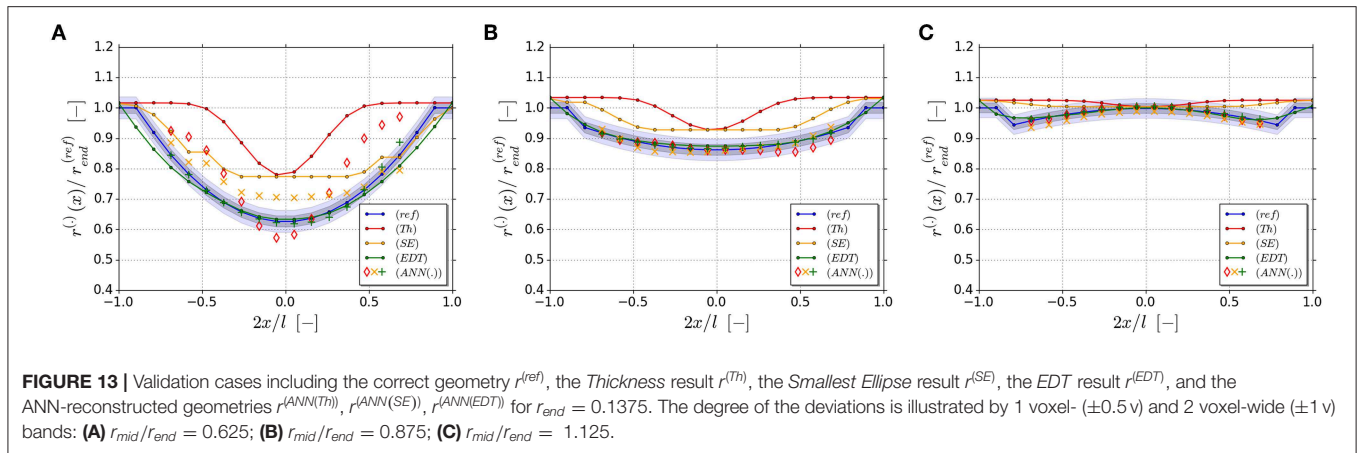 A
1.2
1.1
1.0
0.9
0.8
0.7
0.6
0.5
0.4
−1.0 −0.5 0.0 0.5 1.0
r^(.)(x)/ r_end^(ref) [−]
2x/l [−]
(ref)
(Th)
(SE)
(EDT)
(ANN(.))
B
1.2
1.1
1.0
0.9
0.8
0.7
0.6
0.5
0.4
−1.0 −0.5 0.0 0.5 1.0
r^(.)(x)/ r_end^(ref) [−]
2x/l [−]
(ref)
(Th)
(SE)
(EDT)
(ANN(.))
C
1.2
1.1
1.0
0.9
0.8
0.7
0.6
0.5
0.4
−1.0 −0.5 0.0 0.5 1.0
r^(.)(x)/ r_end^(ref) [−]
2x/l [−]
(ref)
(Th)
(SE)
(EDT)
(ANN(.))
FIGURE 13 | Validation cases including the correct geometry r^(ref), the Thickness result r^(Th), the Smallest Ellipse result r^(SE), the EDT result r^(EDT), and the
ANN-reconstructed geometries r^(ANN(Th)), r^(ANN(SE)), r^(ANN(EDT)) for r_end = 0.1375. The degree of the deviations is illustrated by 1 voxel- (±0.5 v) and 2 voxel-wide (±1 v)
bands: (A) r_mid/r_end = 0.625; (B) r_mid/r_end = 0.875; (C) r_mid/r_end = 1.125.